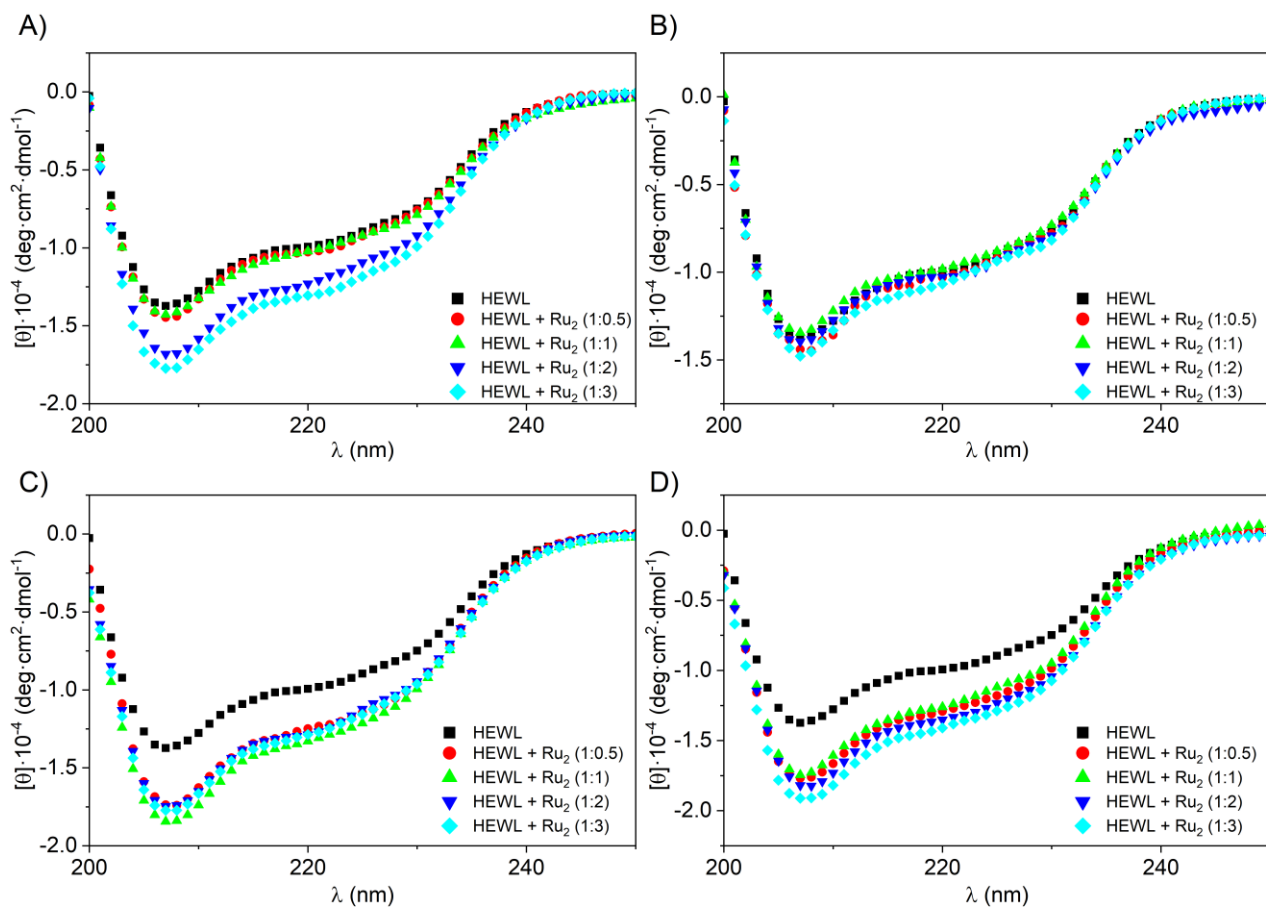 A)
0.0
-0.5
-1.0
-1.5
-2.0
[θ]·10⁻⁴ (deg·cm²·dmol⁻¹)
HEWL
HEWL + Ru₂ (1:0.5)
HEWL + Ru₂ (1:1)
HEWL + Ru₂ (1:2)
HEWL + Ru₂ (1:3)
200 220 240
λ (nm)
B)
0.0
-0.5
-1.0
-1.5
[θ]·10⁻⁴ (deg·cm²·dmol⁻¹)
HEWL
HEWL + Ru₂ (1:0.5)
HEWL + Ru₂ (1:1)
HEWL + Ru₂ (1:2)
HEWL + Ru₂ (1:3)
200 220 240
λ (nm)
C)
0.0
-0.5
-1.0
-1.5
-2.0
[θ]·10⁻⁴ (deg·cm²·dmol⁻¹)
HEWL
HEWL + Ru₂ (1:0.5)
HEWL + Ru₂ (1:1)
HEWL + Ru₂ (1:2)
HEWL + Ru₂ (1:3)
200 220 240
λ (nm)
D)
0.0
-0.5
-1.0
-1.5
-2.0
[θ]·10⁻⁴ (deg·cm²·dmol⁻¹)
HEWL
HEWL + Ru₂ (1:0.5)
HEWL + Ru₂ (1:1)
HEWL + Ru₂ (1:2)
HEWL + Ru₂ (1:3)
200 220 240
λ (nm)